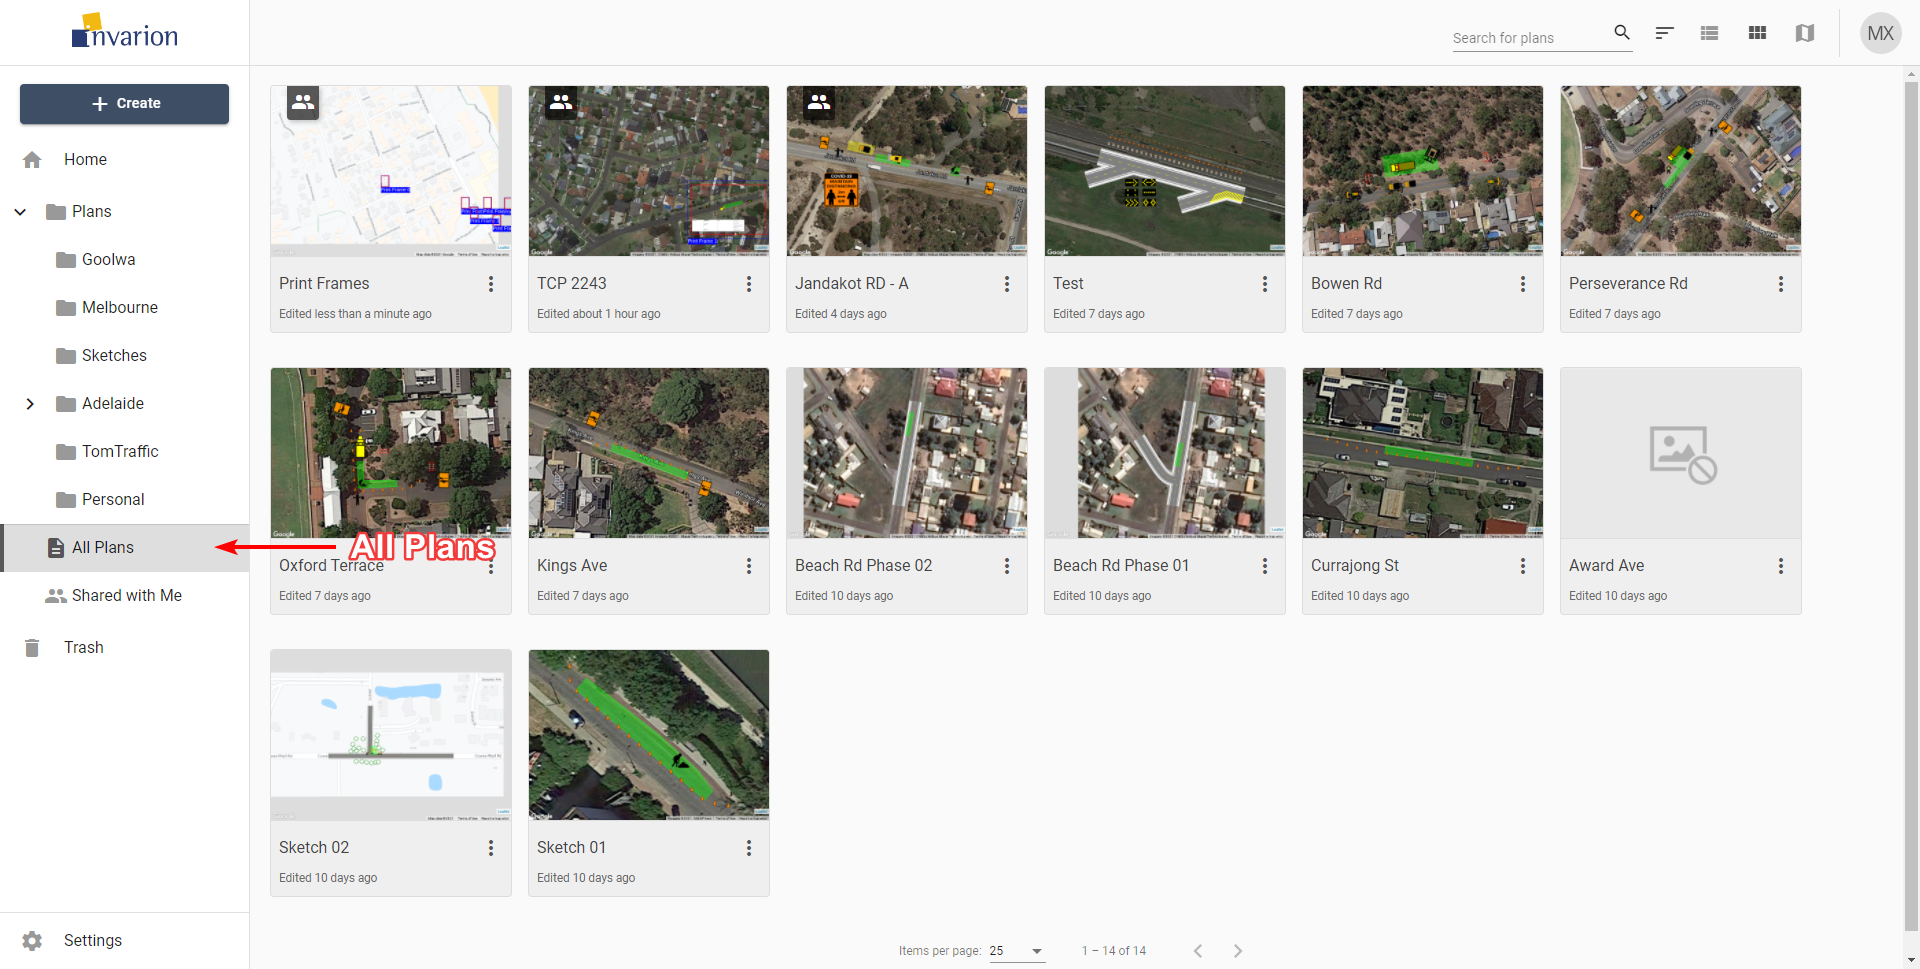 invarion
Search for plans
MX
Create
Home
Plans
Goolwa
Melbourne
Sketches
Adelaide
TomTraffic
Personal
All Plans
Shared with Me
Trash
Settings
All Plans
Print Frames
Edited less than a minute ago
TCP 2243
Edited about 1 hour ago
Jandakot RD - A
Edited 4 days ago
Test
Edited 7 days ago
Bowen Rd
Edited 7 days ago
Perseverance Rd
Edited 7 days ago
Oxford Terrace
Edited 7 days ago
Kings Ave
Edited 7 days ago
Beach Rd Phase 02
Edited 10 days ago
Beach Rd Phase 01
Edited 10 days ago
Currajong St
Edited 10 days ago
Award Ave
Edited 10 days ago
Sketch 02
Edited 10 days ago
Sketch 01
Edited 10 days ago
Items per page: 25
1 – 14 of 14